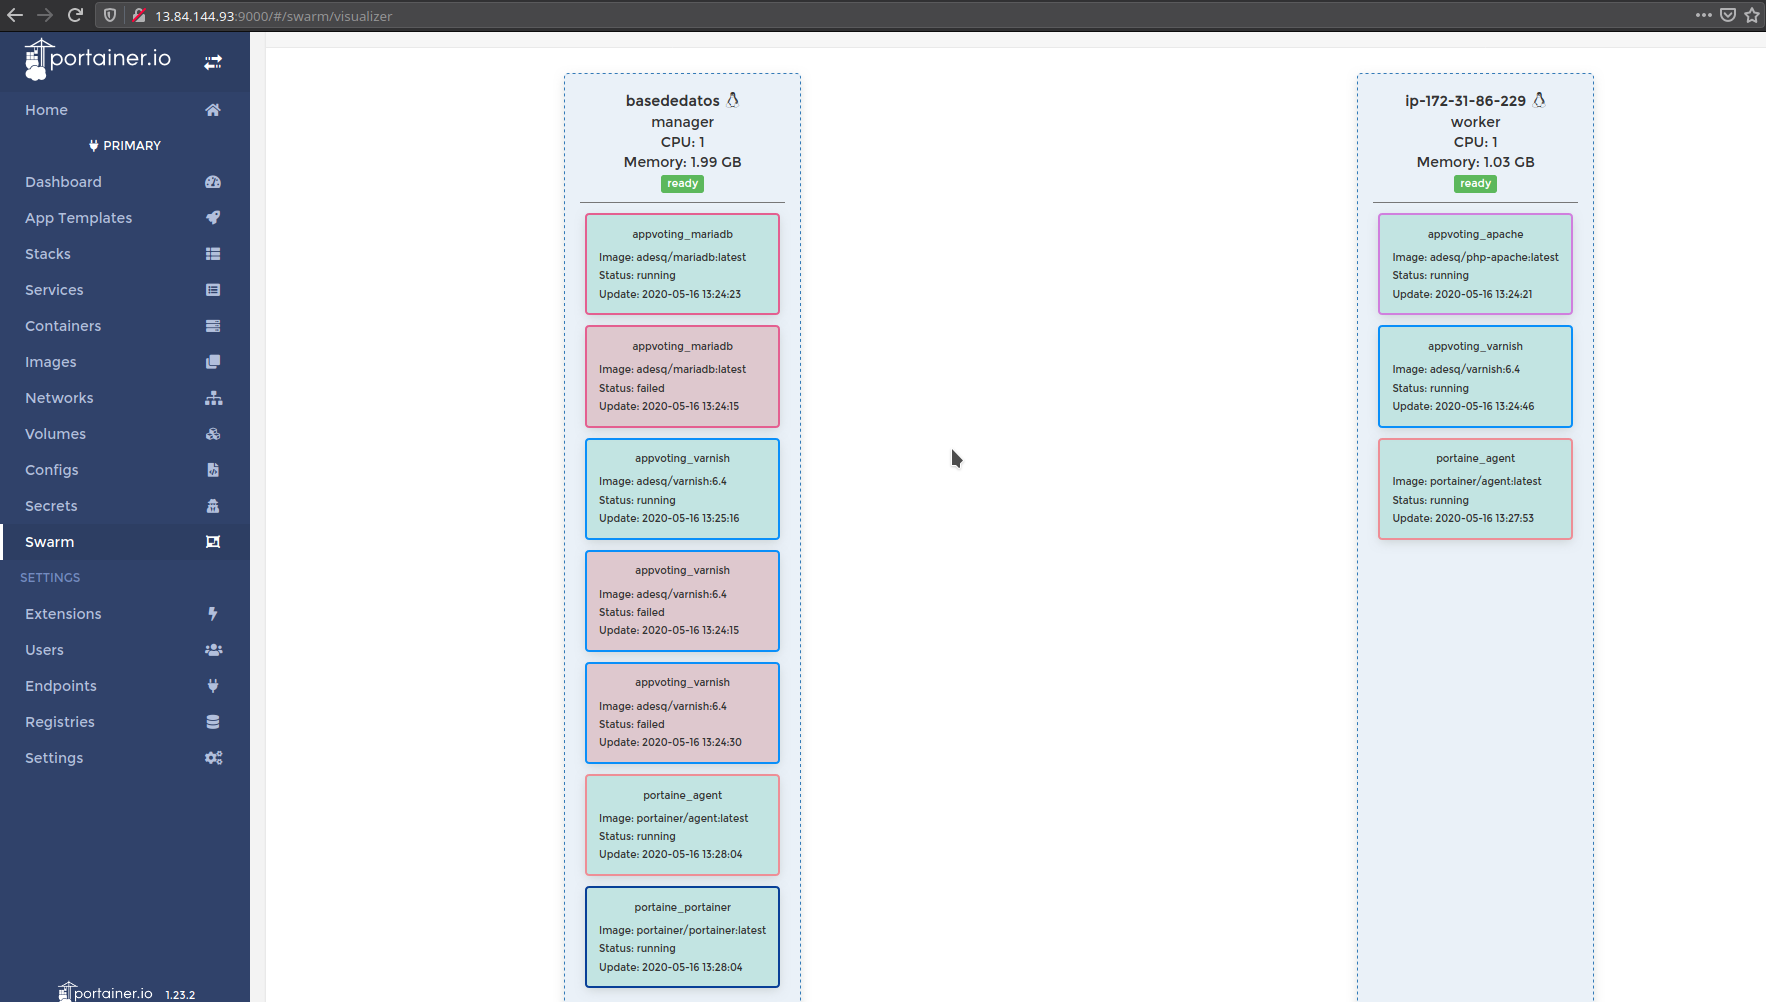 13.84.144.93:9000/#/swarm/visualizer
portainer.io
Home
PRIMARY
Dashboard
App Templates
Stacks
Services
Containers
Images
Networks
Volumes
Configs
Secrets
Swarm
SETTINGS
Extensions
Users
Endpoints
Registries
Settings
portainer.io 1.23.2
basededatos
manager
CPU: 1
Memory: 1.99 GB
ready
appvoting_mariadb
Image: adesq/mariadb:latest
Status: running
Update: 2020-05-16 13:24:23
appvoting_mariadb
Image: adesq/mariadb:latest
Status: failed
Update: 2020-05-16 13:24:15
appvoting_varnish
Image: adesq/varnish:6.4
Status: running
Update: 2020-05-16 13:25:16
appvoting_varnish
Image: adesq/varnish:6.4
Status: failed
Update: 2020-05-16 13:24:15
appvoting_varnish
Image: adesq/varnish:6.4
Status: failed
Update: 2020-05-16 13:24:30
portaine_agent
Image: portainer/agent:latest
Status: running
Update: 2020-05-16 13:28:04
portaine_portainer
Image: portainer/portainer:latest
Status: running
Update: 2020-05-16 13:28:04
ip-172-31-86-229
worker
CPU: 1
Memory: 1.03 GB
ready
appvoting_apache
Image: adesq/php-apache:latest
Status: running
Update: 2020-05-16 13:24:21
appvoting_varnish
Image: adesq/varnish:6.4
Status: running
Update: 2020-05-16 13:24:46
portaine_agent
Image: portainer/agent:latest
Status: running
Update: 2020-05-16 13:27:53